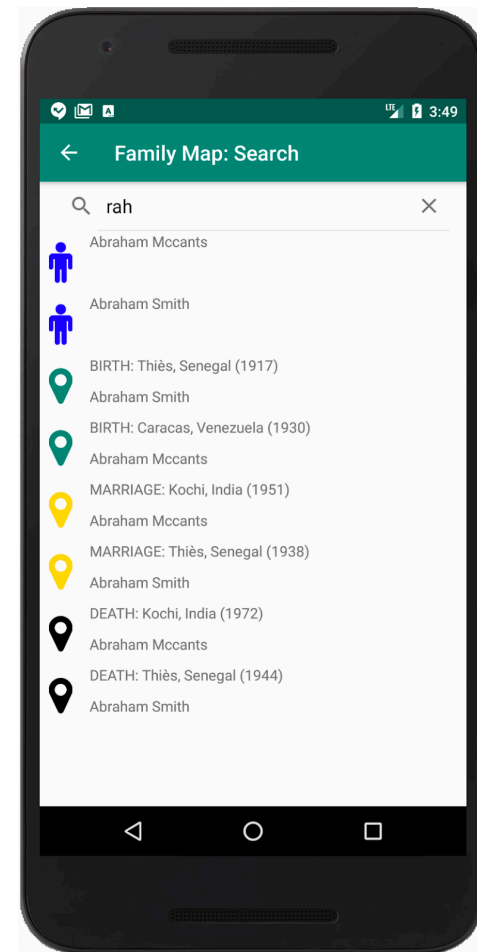 LTE 3:49
Family Map: Search
rah
Abraham Mccants
Abraham Smith
BIRTH: Thiès, Senegal (1917)
Abraham Smith
BIRTH: Caracas, Venezuela (1930)
Abraham Mccants
MARRIAGE: Kochi, India (1951)
Abraham Mccants
MARRIAGE: Thiès, Senegal (1938)
Abraham Smith
DEATH: Kochi, India (1972)
Abraham Mccants
DEATH: Thiès, Senegal (1944)
Abraham Smith